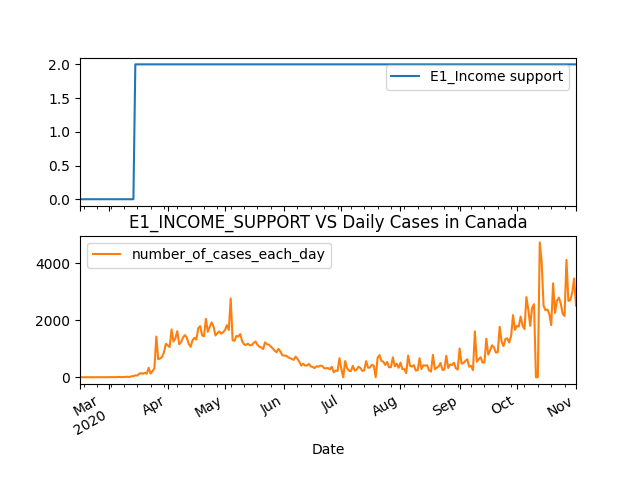 2.0
1.5
1.0
0.5
0.0
E1_Income support
E1_INCOME_SUPPORT VS Daily Cases in Canada
number_of_cases_each_day
4000
2000
0
Mar
2020
Apr
May
Jun
Jul
Aug
Sep
Oct
Nov
Date